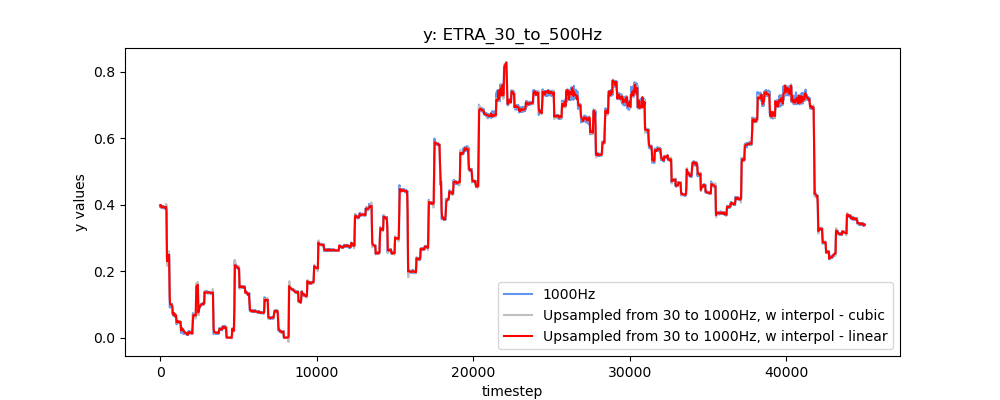 y: ETRA_30_to_500Hz
0.8
0.6
0.4
0.2
0.0
y values
0
10000
20000
30000
40000
timestep
1000Hz
Upsampled from 30 to 1000Hz, w interpol - cubic
Upsampled from 30 to 1000Hz, w interpol - linear